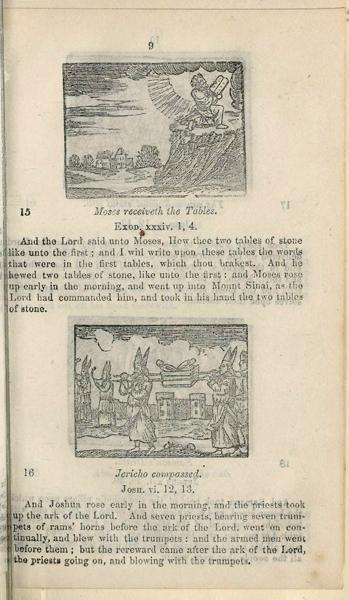 9
15
Moses receiveth the Tables.
Exod. xxxiv. 1, 4.
And the Lord said unto Moses, Hew thee two tables of stone
like unto the first; and I will write upon these tables the words
that were in the first tables, which thou brakest. And he
hewed two tables of stone, like unto the first: and Moses rose
up early in the morning, and went up into Mount Sinai, as the
Lord had commanded him, and took in his hand the two tables
of stone.
16
Jericho compassed.
Josh. vi. 12, 13.
And Joshua rose early in the morning, and the priests took
up the ark of the Lord. And seven priests, bearing seven trum-
pets of rams' horns before the ark of the Lord, went on con-
tinually, and blew with the trumpets: and the armed men went
before them; but the rereward came after the ark of the Lord,
the priests going on, and blowing with the trumpets.